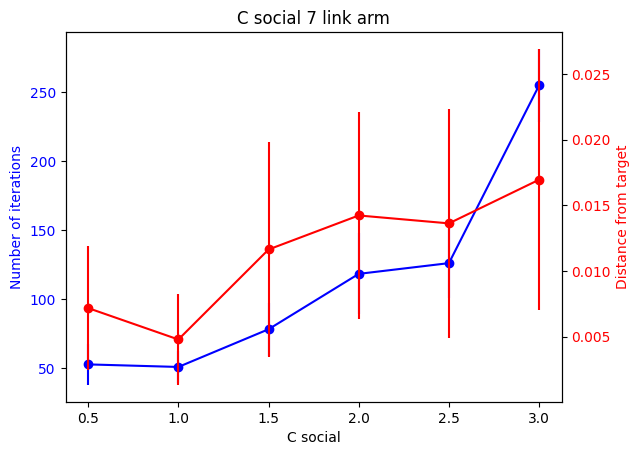 C social 7 link arm
Number of iterations
250
200
150
100
50
0.025
0.020
0.015
0.010
0.005
Distance from target
0.5 1.0 1.5 2.0 2.5 3.0
C social